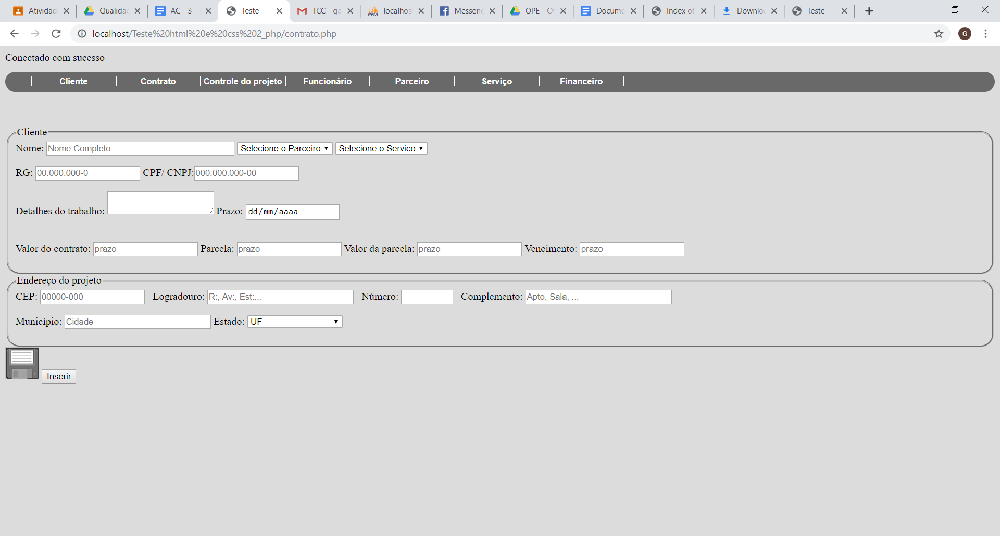 Atividad Qualidad AC - 3 - Teste TCC - ga localhos Messeng OPE - Of Docume Index of Downlo Teste
localhost/Teste%20html%20e%20css%202_php/contrato.php G
Conectado com sucesso
Cliente Contrato Controle do projeto Funcionário Parceiro Serviço Financeiro
Cliente
Nome: Nome Completo Selecione o Parceiro Selecione o Servico
RG: 00.000.000-0 CPF/ CNPJ: 000.000.000-00
Detalhes do trabalho: Prazo: dd/mm/aaaa
Valor do contrato: prazo Parcela: prazo Valor da parcela: prazo Vencimento: prazo
Endereço do projeto
CEP: 00000-000 Logradouro: R:, Av:, Est:... Número: Complemento: Apto, Sala, ...
Município: Cidade Estado: UF
Inserir